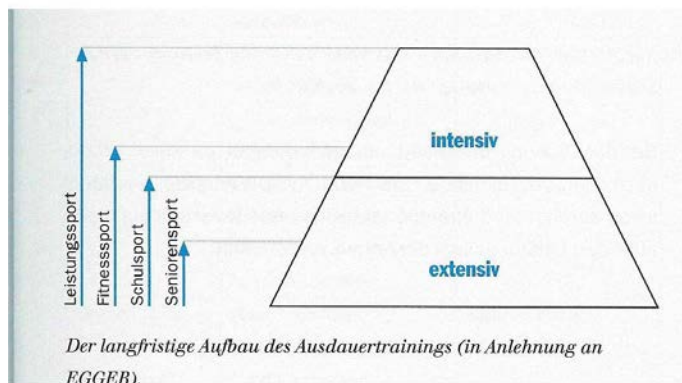 Leistungssport
Fitnesssport
Schulsport
Seniorensport
intensiv
extensiv
Der langfristige Aufbau des Ausdauertrainings (in Anlehnung an
EGGER)